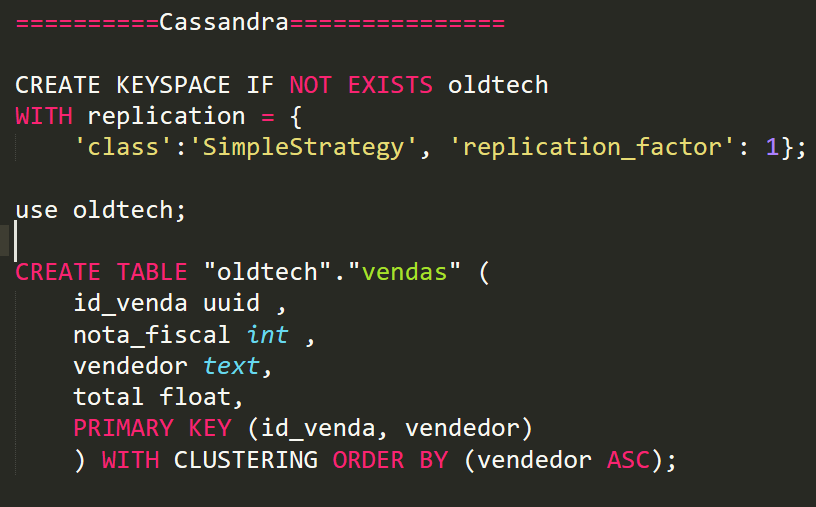 ==========Cassandra===============
CREATE KEYSPACE IF NOT EXISTS oldtech
WITH replication = {
    'class':'SimpleStrategy', 'replication_factor': 1};
use oldtech;
CREATE TABLE "oldtech"."vendas" (
    id_venda uuid ,
    nota_fiscal int ,
    vendedor text,
    total float,
    PRIMARY KEY (id_venda, vendedor)
    ) WITH CLUSTERING ORDER BY (vendedor ASC);